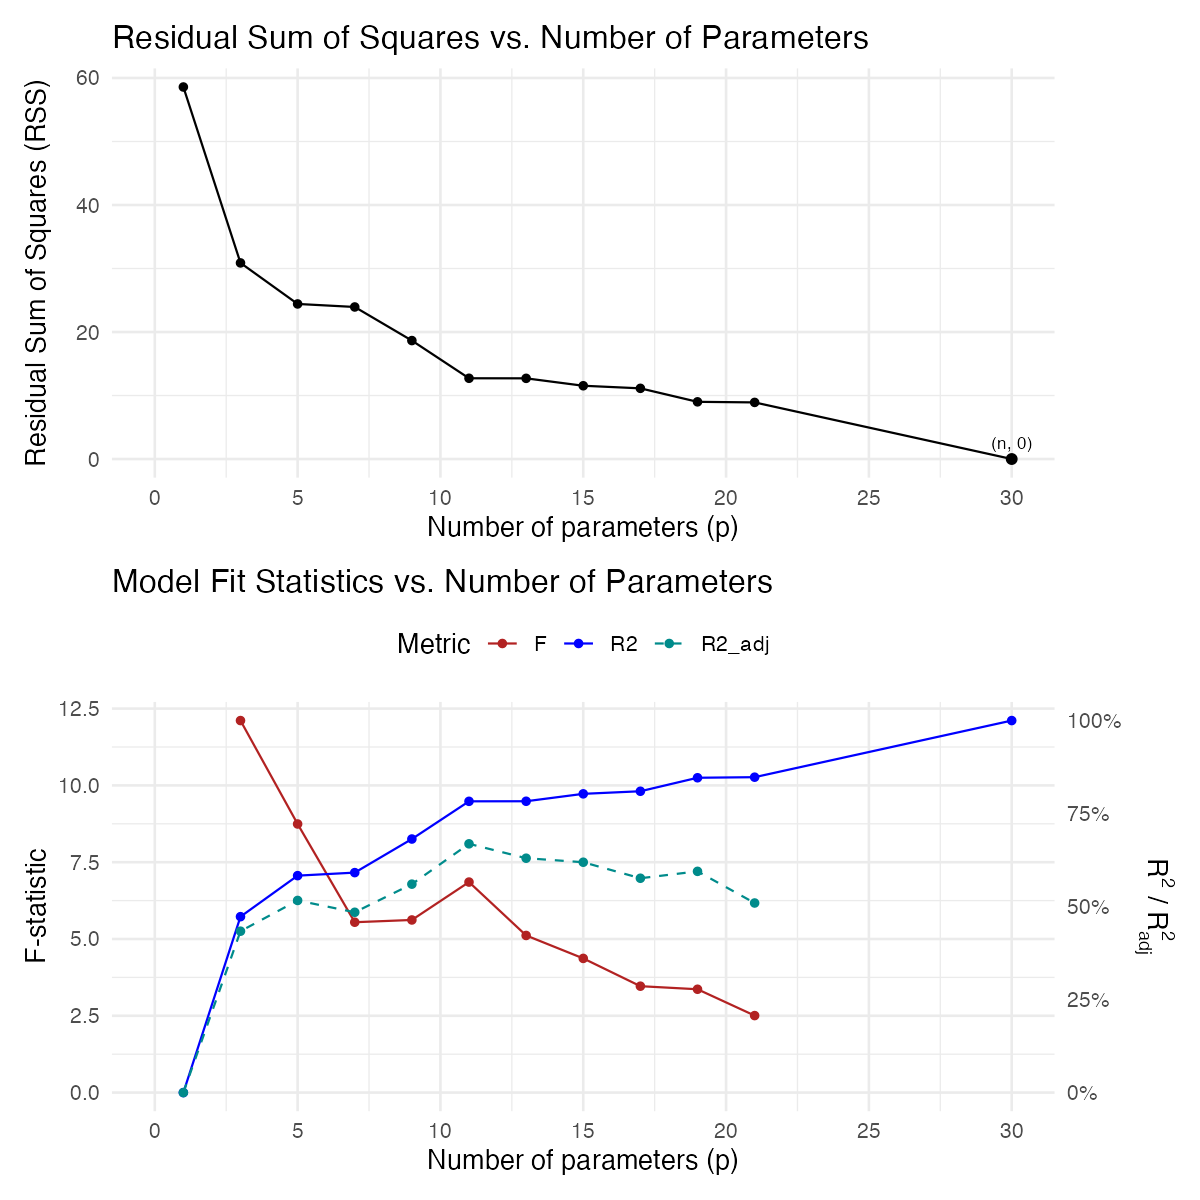 Residual Sum of Squares vs. Number of Parameters
Residual Sum of Squares (RSS)
60
40
20
0
(n, 0)
0 5 10 15 20 25 30
Number of parameters (p)
Model Fit Statistics vs. Number of Parameters
Metric F R2 R2_adj
F-statistic
12.5
10.0
7.5
5.0
2.5
0.0
100%
75%
50%
25%
0%
R² / R²adj
0 5 10 15 20 25 30
Number of parameters (p)